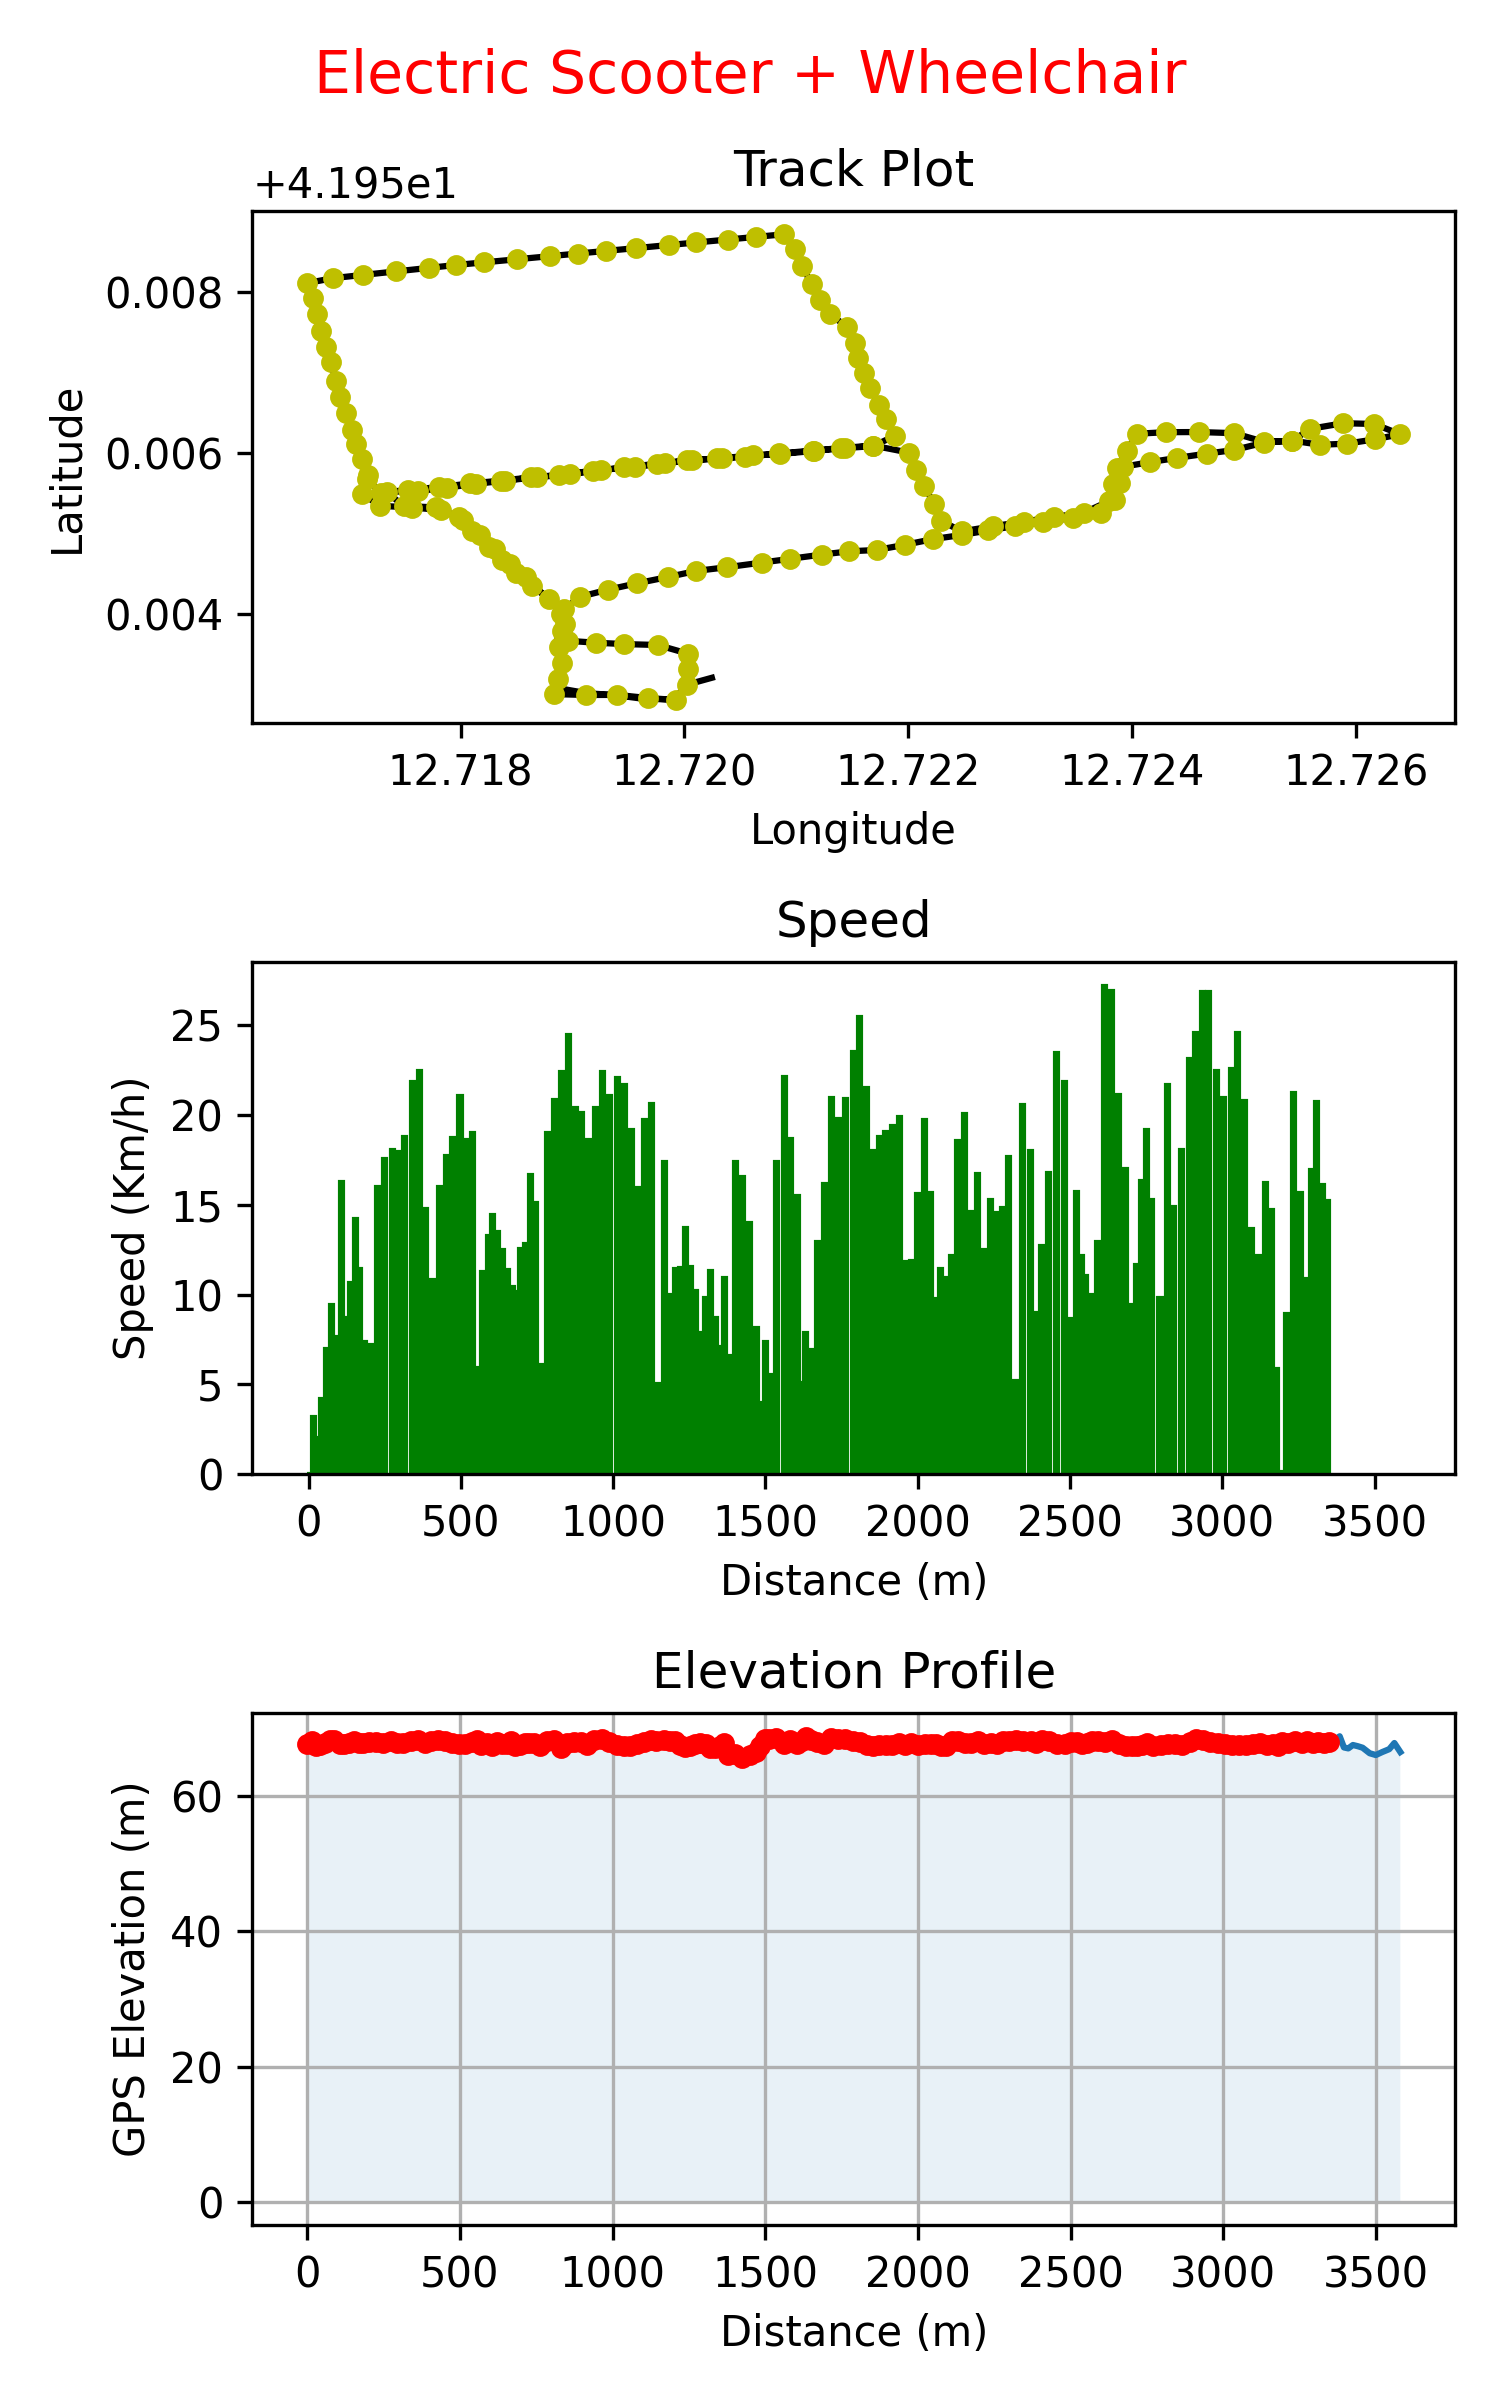 Electric Scooter + Wheelchair
Track Plot
+4.195e1
0.008
0.006
0.004
Latitude
12.718 12.720 12.722 12.724 12.726
Longitude
Speed
25
20
15
10
5
0
Speed (Km/h)
0 500 1000 1500 2000 2500 3000 3500
Distance (m)
Elevation Profile
60
40
20
0
GPS Elevation (m)
0 500 1000 1500 2000 2500 3000 3500
Distance (m)